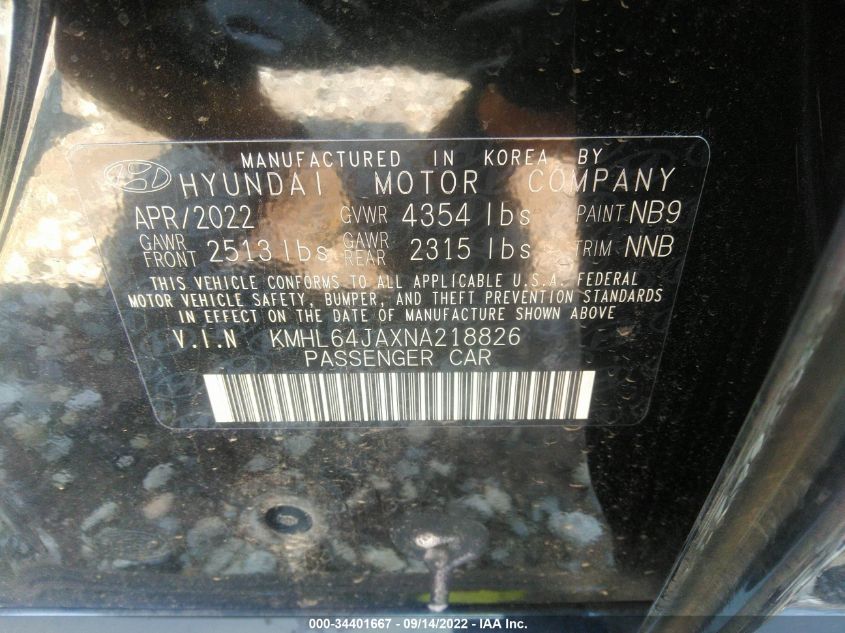 MANUFACTURED IN KOREA BY
HYUNDAI MOTOR COMPANY
APR/2022 GVWR 4354 lbs PAINT NB9
GAWR FRONT 2513 lbs GAWR REAR 2315 lbs TRIM NNB
THIS VEHICLE CONFORMS TO ALL APPLICABLE U.S.A. FEDERAL
MOTOR VEHICLE SAFETY, BUMPER, AND THEFT PREVENTION STANDARDS
IN EFFECT ON THE DATE OF MANUFACTURE SHOWN ABOVE
V.I.N KMHL64JAXNA218826
PASSENGER CAR
000-34401667 - 09/14/2022 - IAA Inc.